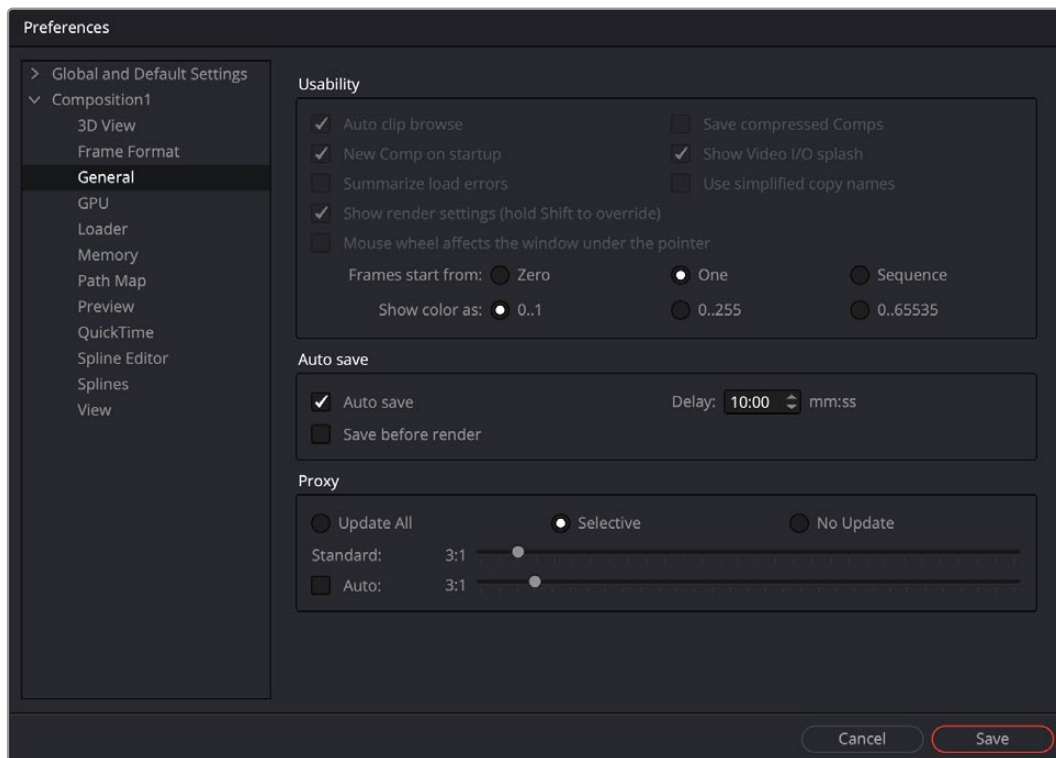 Preferences
Global and Default Settings
Composition1
3D View
Frame Format
General
GPU
Loader
Memory
Path Map
Preview
QuickTime
Spline Editor
Splines
View
Usability
Auto clip browse Save compressed Comps
New Comp on startup Show Video I/O splash
Summarize load errors Use simplified copy names
Show render settings (hold Shift to override)
Mouse wheel affects the window under the pointer
Frames start from: Zero One Sequence
Show color as: 0..1 0..255 0..65535
Auto save
Auto save Delay: 10:00 mm:ss
Save before render
Proxy
Update All Selective No Update
Standard: 3:1
Auto: 3:1
Cancel Save